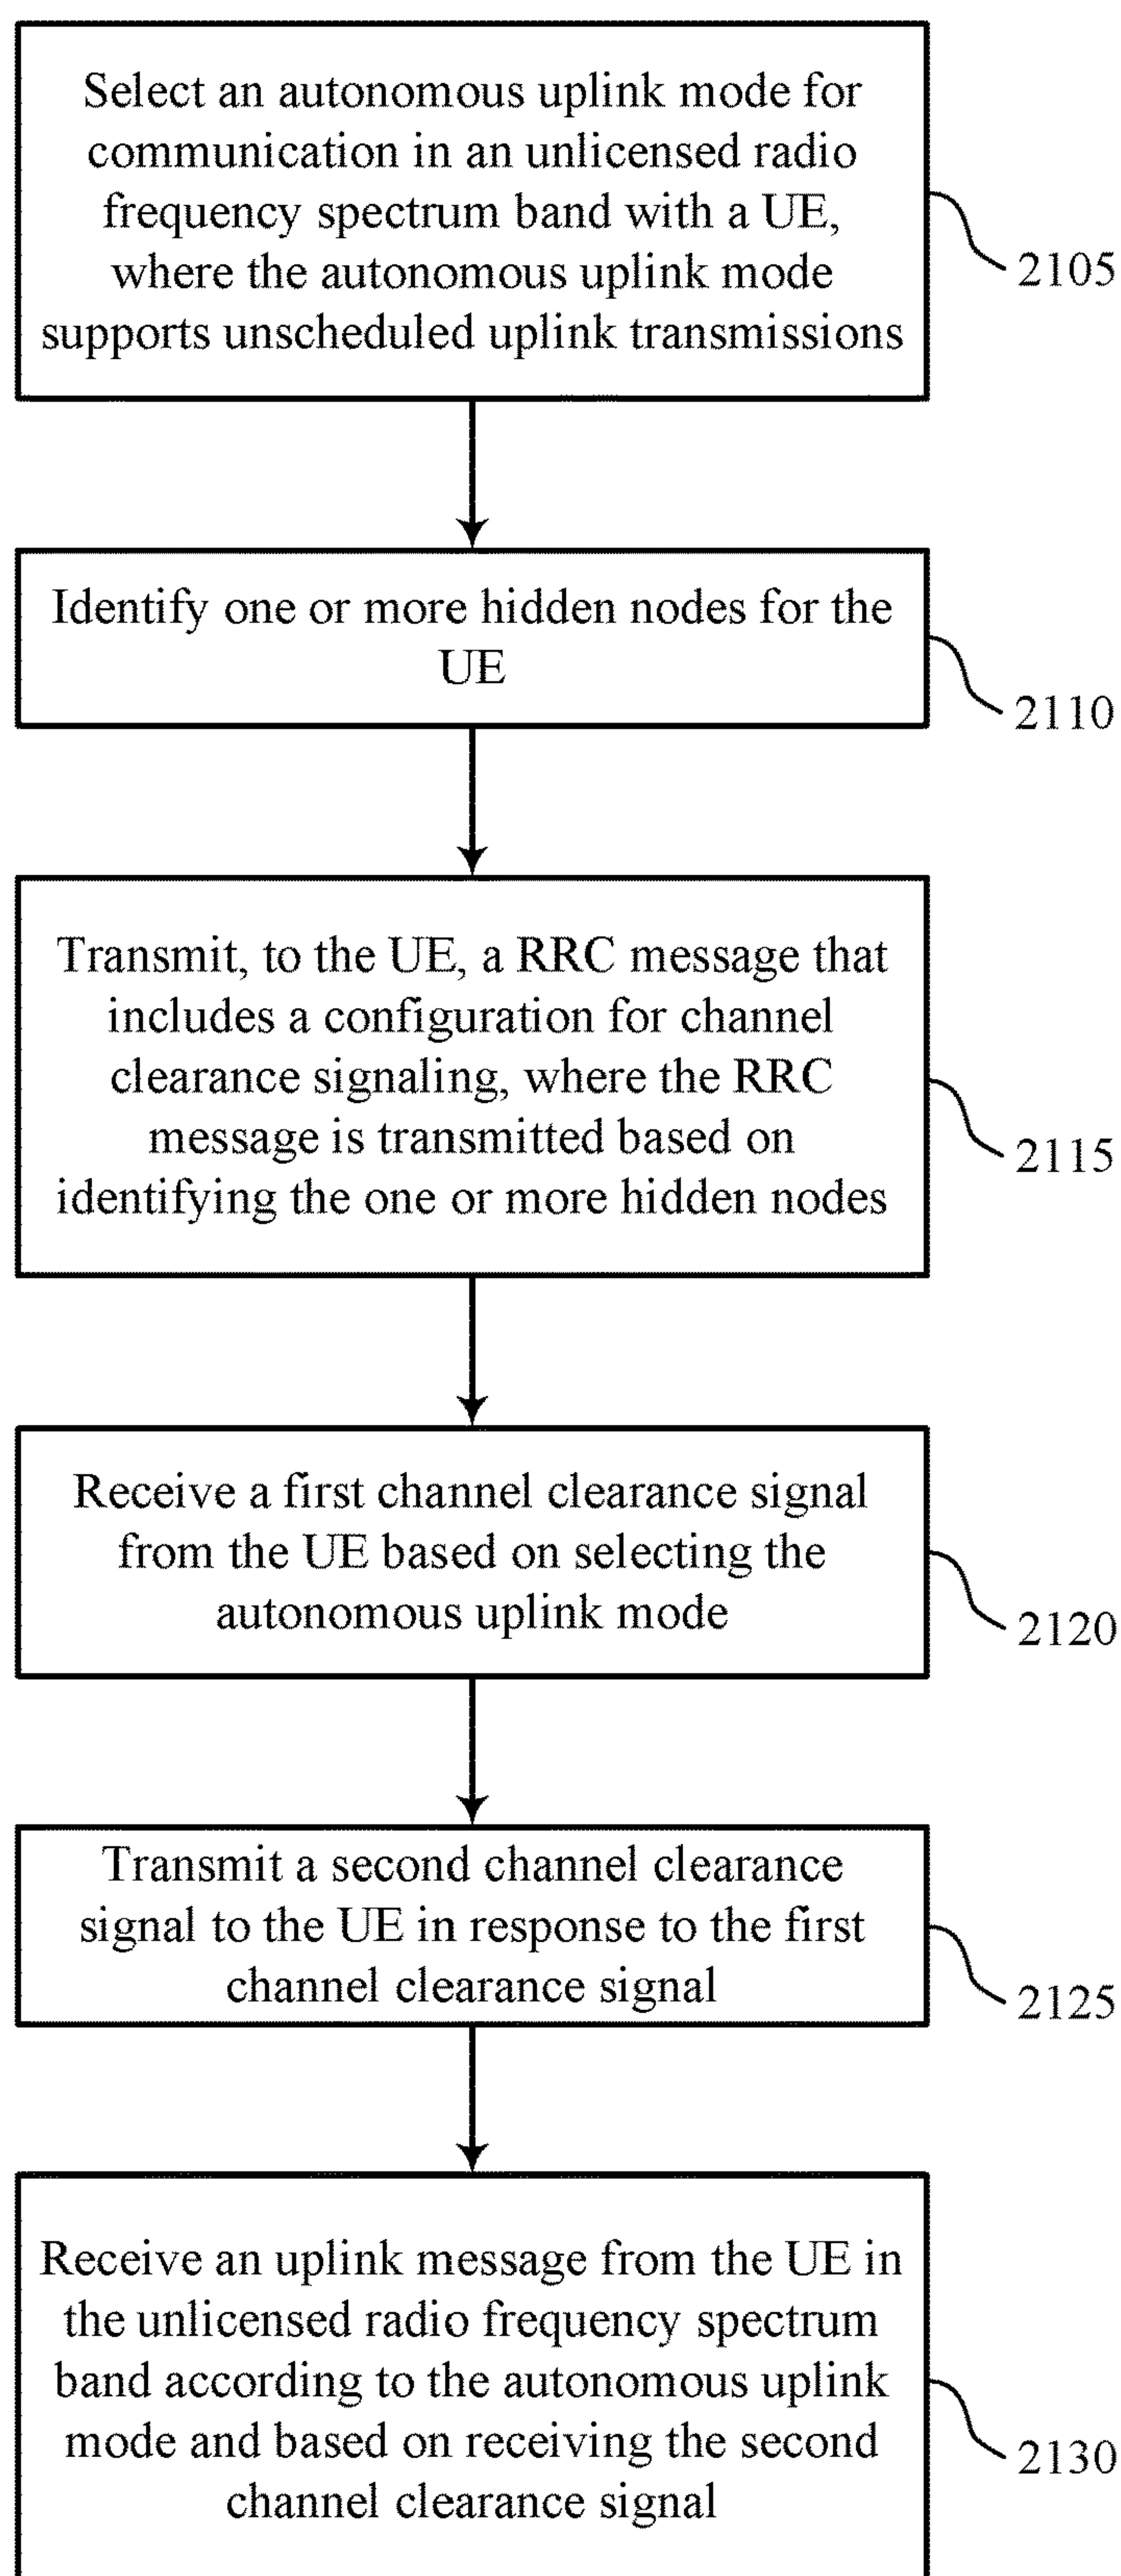 Select an autonomous uplink mode for
communication in an unlicensed radio
frequency spectrum band with a UE,
where the autonomous uplink mode
supports unscheduled uplink transmissions
2105
Identify one or more hidden nodes for the
UE
2110
Transmit, to the UE, a RRC message that
includes a configuration for channel
clearance signaling, where the RRC
message is transmitted based on
identifying the one or more hidden nodes
2115
Receive a first channel clearance signal
from the UE based on selecting the
autonomous uplink mode
2120
Transmit a second channel clearance
signal to the UE in response to the first
channel clearance signal
2125
Receive an uplink message from the UE in
the unlicensed radio frequency spectrum
band according to the autonomous uplink
mode and based on receiving the second
channel clearance signal
2130